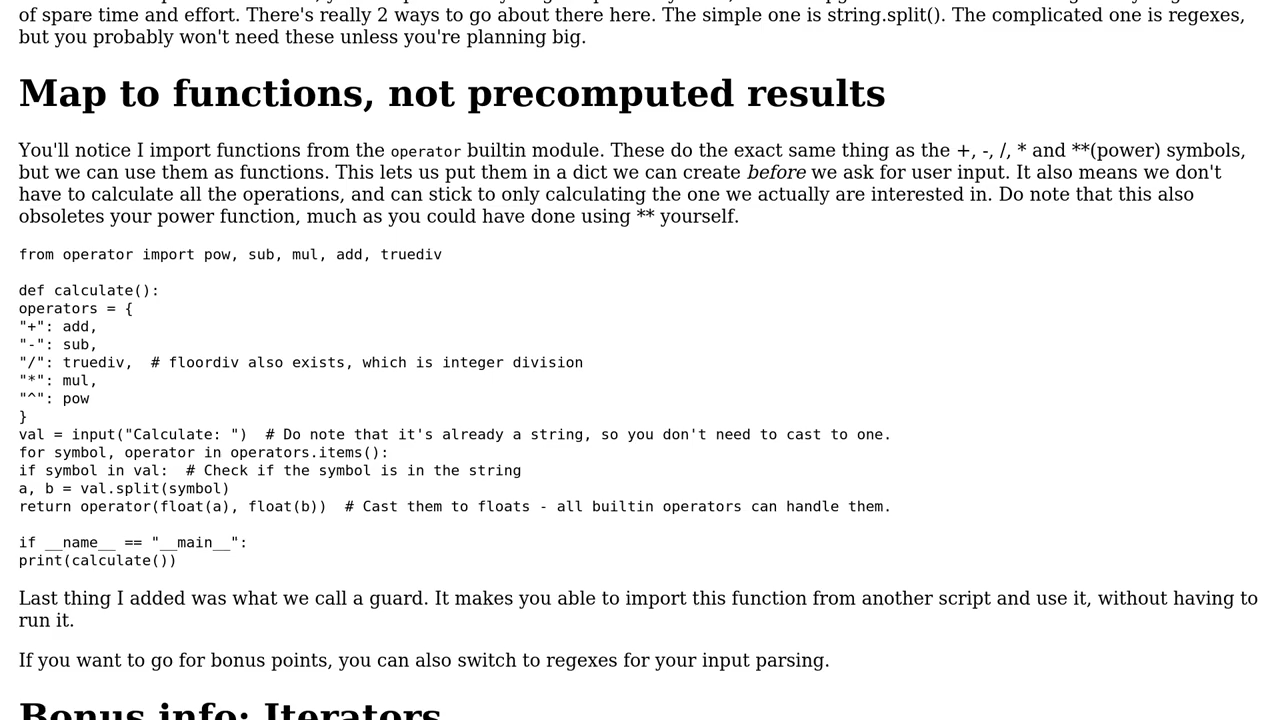 of spare time and effort. There's really 2 ways to go about there here. The simple one is string.split(). The complicated one is regexes,
but you probably won't need these unless you're planning big.
Map to functions, not precomputed results
You'll notice I import functions from the operator builtin module. These do the exact same thing as the +, -, /, * and **(power) symbols,
but we can use them as functions. This lets us put them in a dict we can create before we ask for user input. It also means we don't
have to calculate all the operations, and can stick to only calculating the one we actually are interested in. Do note that this also
obsoletes your power function, much as you could have done using ** yourself.
from operator import pow, sub, mul, add, truediv
def calculate():
operators = {
"+": add,
"-": sub,
"/": truediv,  # floordiv also exists, which is integer division
"*": mul,
"^": pow
}
val = input("Calculate: ")  # Do note that it's already a string, so you don't need to cast to one.
for symbol, operator in operators.items():
if symbol in val:  # Check if the symbol is in the string
a, b = val.split(symbol)
return operator(float(a), float(b))  # Cast them to floats - all builtin operators can handle them.
if __name__ == "__main__":
print(calculate())
Last thing I added was what we call a guard. It makes you able to import this function from another script and use it, without having to
run it.
If you want to go for bonus points, you can also switch to regexes for your input parsing.
Bonus info: Iterators